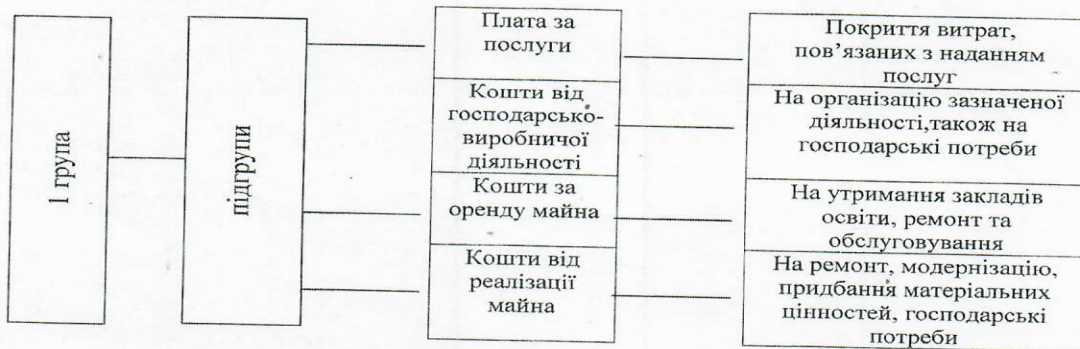 І група
підгрупи
Плата за
послуги
Кошти від
господарсько-
виробничої
діяльності
Кошти за
оренду майна
Кошти від
реалізації
майна
Покриття витрат,
пов’язаних з наданням
послуг
На організацію зазначеної
діяльності,також на
господарські потреби
На утримання закладів
освіти, ремонт та
обслуговування
На ремонт, модернізацію,
придбання матеріальних
цінностей, господарські
потреби